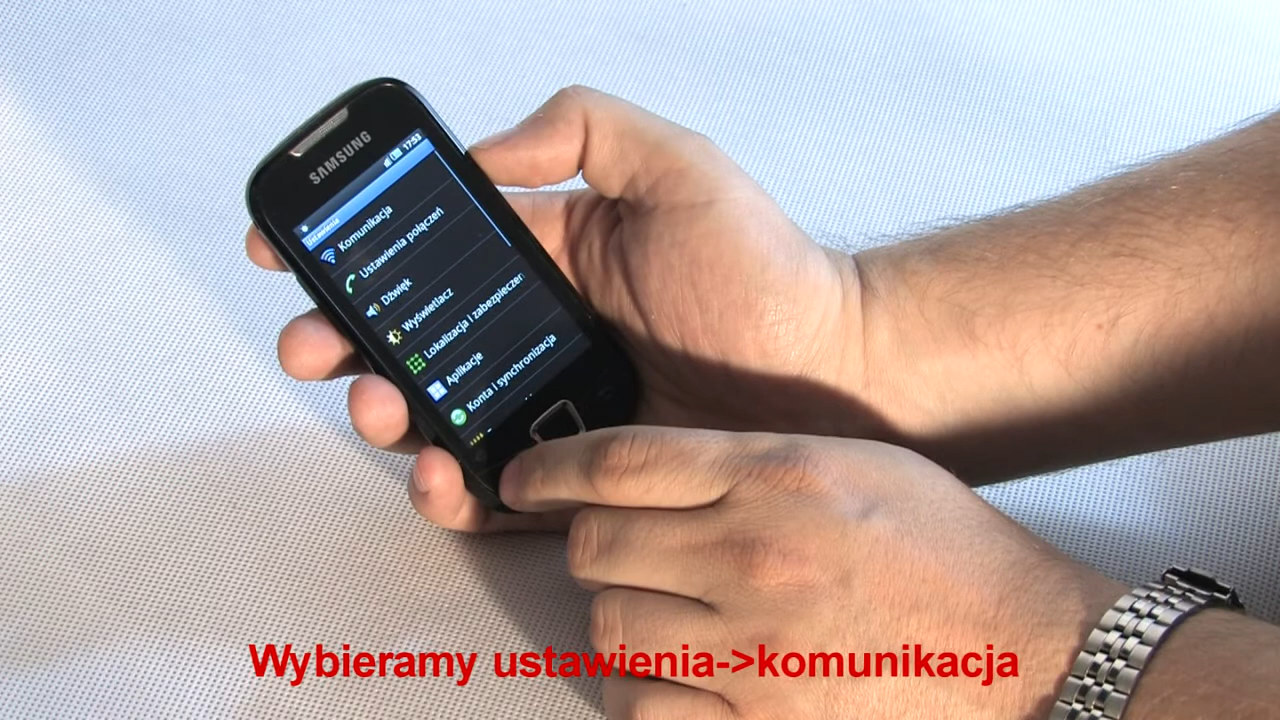 SAMSUNG
17:53
Ustawienia
Komunikacja
Ustawienia połączeń
Dźwięk
Wyświetlacz
Lokalizacja i zabezpieczen
Aplikacje
Konta i synchronizacja
Wybieramy ustawienia->komunikacja